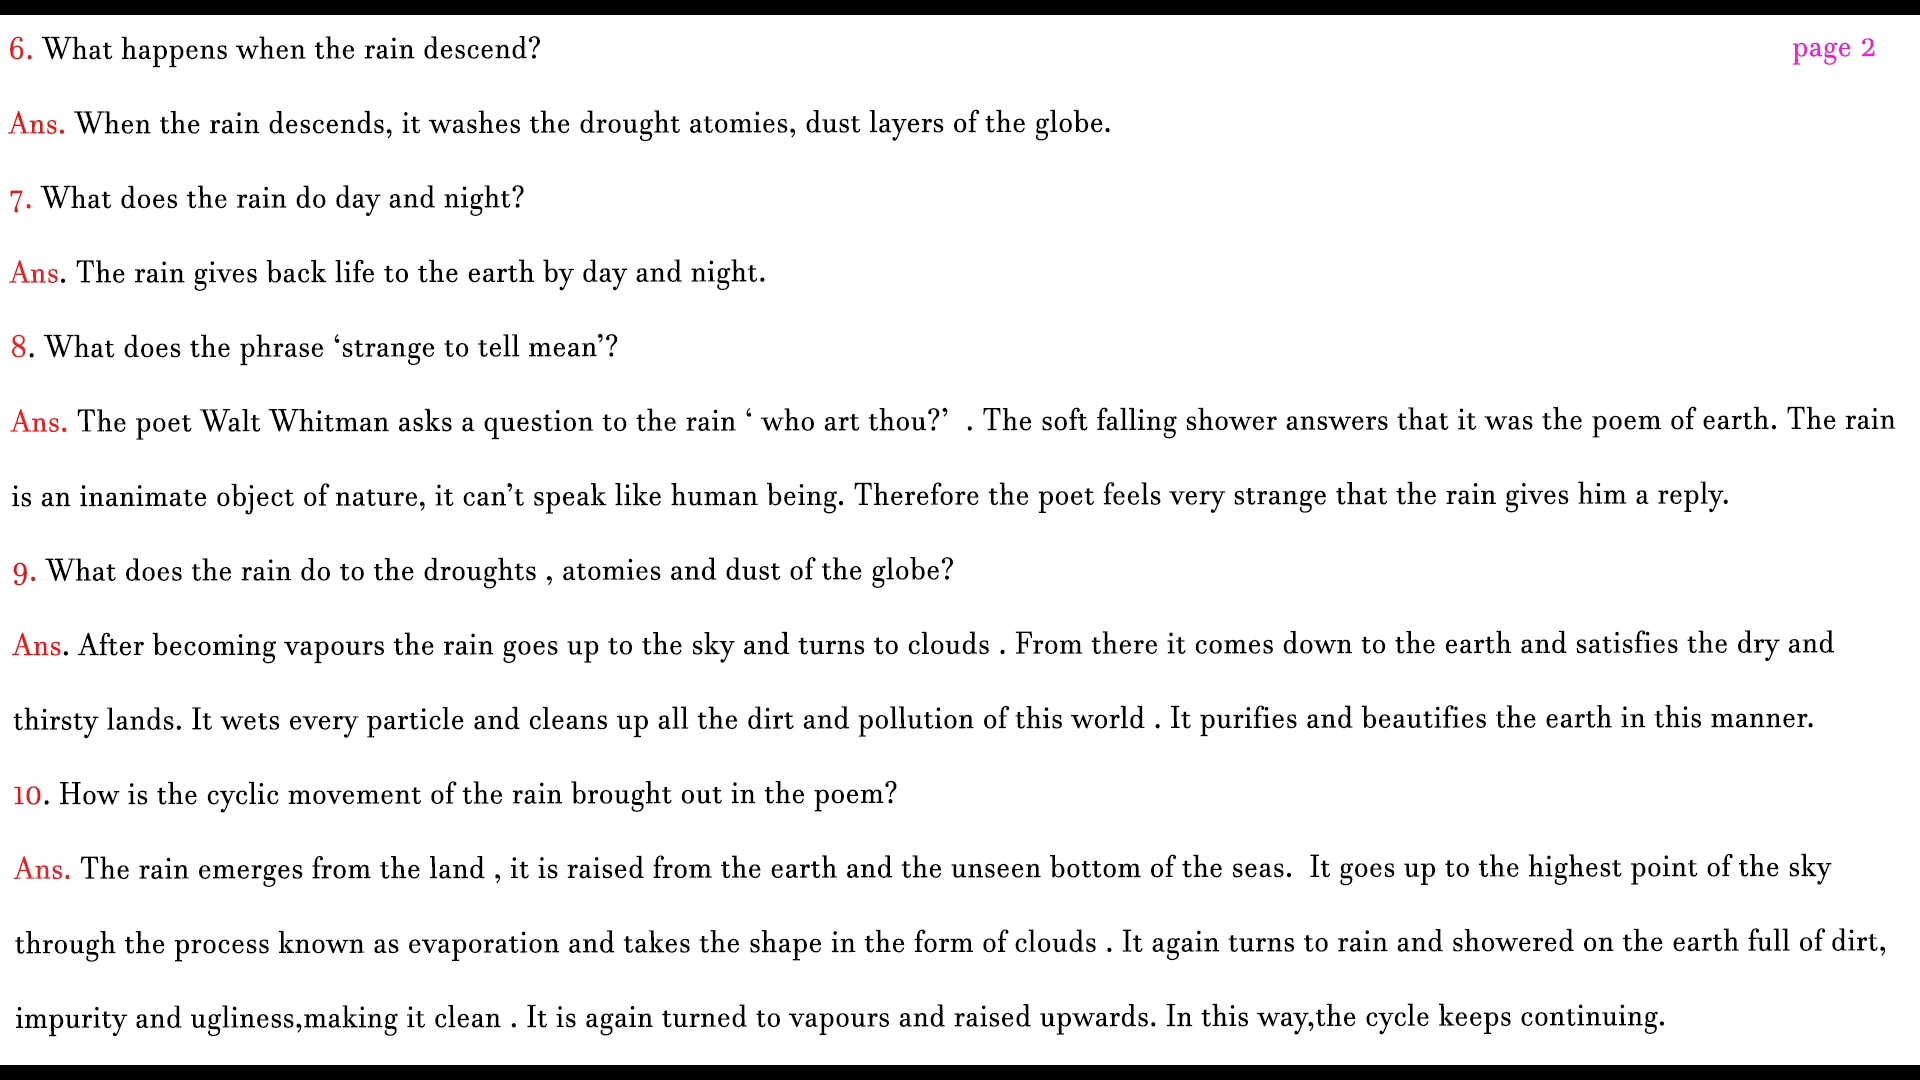 6. What happens when the rain descend?
page 2
Ans. When the rain descends, it washes the drought atomies, dust layers of the globe.
7. What does the rain do day and night?
Ans. The rain gives back life to the earth by day and night.
8. What does the phrase ‘strange to tell mean’?
Ans. The poet Walt Whitman asks a question to the rain ‘ who art thou?’ . The soft falling shower answers that it was the poem of earth. The rain
is an inanimate object of nature, it can’t speak like human being. Therefore the poet feels very strange that the rain gives him a reply.
9. What does the rain do to the droughts , atomies and dust of the globe?
Ans. After becoming vapours the rain goes up to the sky and turns to clouds . From there it comes down to the earth and satisfies the dry and
thirsty lands. It wets every particle and cleans up all the dirt and pollution of this world . It purifies and beautifies the earth in this manner.
10. How is the cyclic movement of the rain brought out in the poem?
Ans. The rain emerges from the land , it is raised from the earth and the unseen bottom of the seas. It goes up to the highest point of the sky
through the process known as evaporation and takes the shape in the form of clouds . It again turns to rain and showered on the earth full of dirt,
impurity and ugliness,making it clean . It is again turned to vapours and raised upwards. In this way,the cycle keeps continuing.